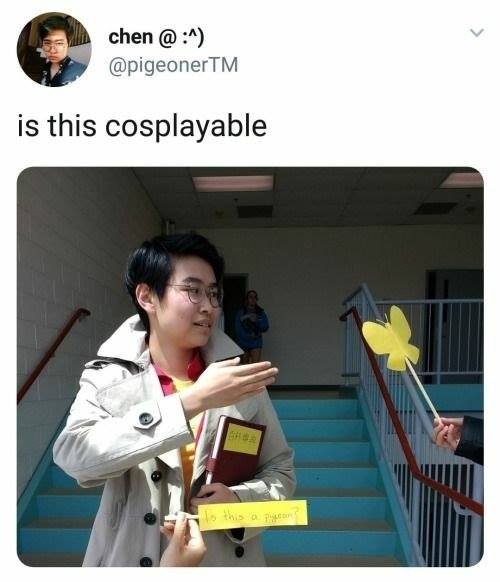 chen @ :^)
@pigeonerTM
is this cosplayable
Is this a pigeon?